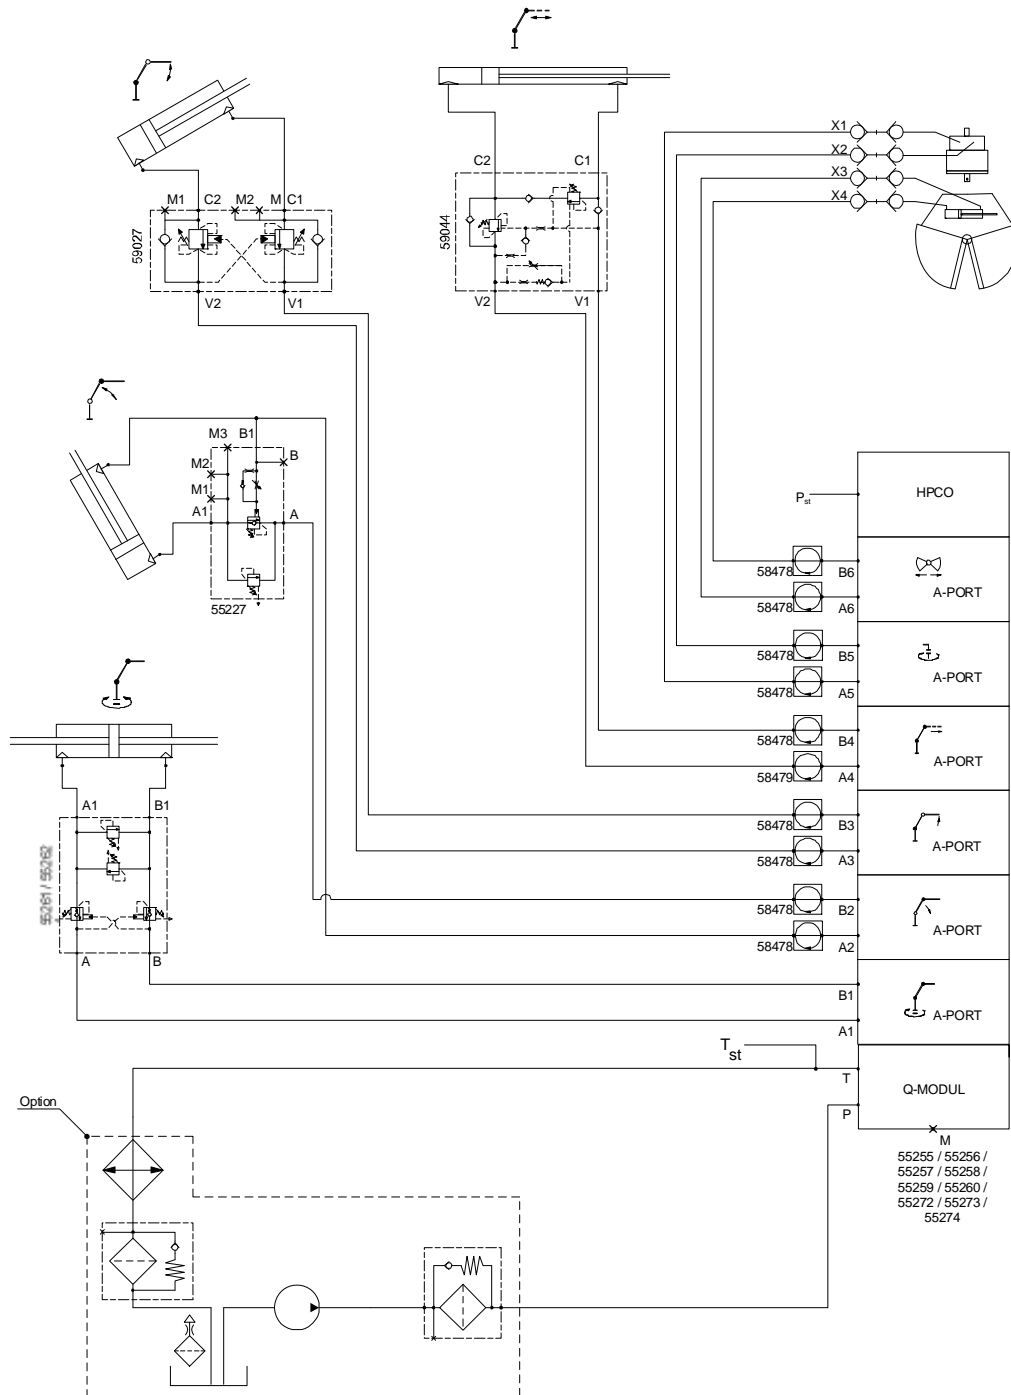 X1
X2
X3
X4
C2
C1
M1
C2
M2
M
C1
59027
59044
V2
V1
V2
V1
M3
B1
B
M2
M1
A1
A
55227
P st
HPCO
58478
B6
A-PORT
58478
A6
58478
B5
A-PORT
58478
A5
58478
B4
A-PORT
58479
A4
58478
B3
A-PORT
58478
A3
58478
B2
A-PORT
58478
A2
A1
B1
55261 / 55262
A
B
B1
A-PORT
A1
T st
T
Q-MODUL
P
Option
M
55255 / 55256 /
55257 / 55258 /
55259 / 55260 /
55272 / 55273 /
55274